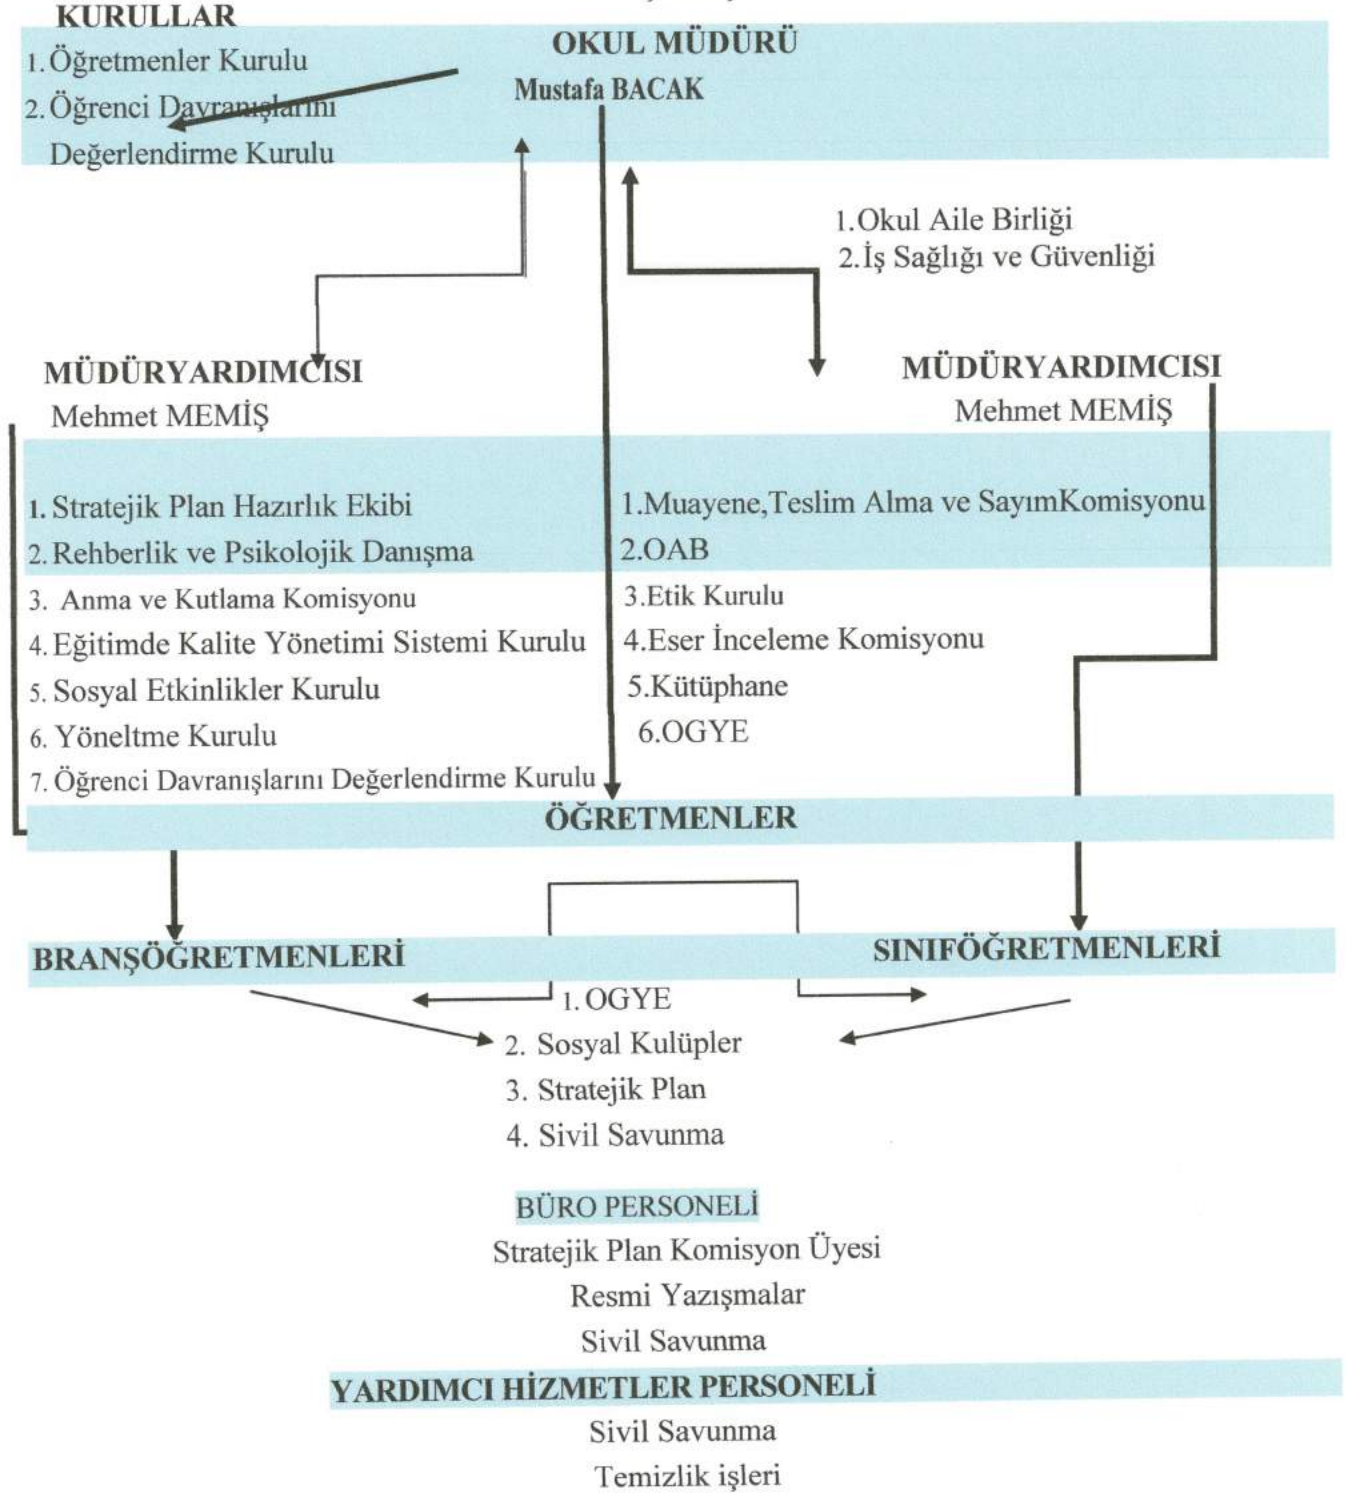 KURULLAR
1. Öğretmenler Kurulu
2. Öğrenci Davranışlarını
Değerlendirme Kurulu
OKUL MÜDÜRÜ
Mustafa BACAK
1.Okul Aile Birliği
2.İş Sağlığı ve Güvenliği
MÜDÜRYARDIMCISI
Mehmet MEMİŞ
MÜDÜRYARDIMCISI
Mehmet MEMİŞ
1. Stratejik Plan Hazırlık Ekibi
2. Rehberlik ve Psikolojik Danışma
3. Anma ve Kutlama Komisyonu
4. Eğitimde Kalite Yönetimi Sistemi Kurulu
5. Sosyal Etkinlikler Kurulu
6. Yöneltme Kurulu
7. Öğrenci Davranışlarını Değerlendirme Kurulu
1.Muayene,Teslim Alma ve SayımKomisyonu
2.OAB
3.Etik Kurulu
4.Eser İnceleme Komisyonu
5.Kütüphane
6.OGYE
ÖĞRETMENLER
BRANŞÖĞRETMENLERİ
SINIFÖĞRETMENLERİ
1. OGYE
2. Sosyal Kulüpler
3. Stratejik Plan
4. Sivil Savunma
BÜRO PERSONELİ
Stratejik Plan Komisyon Üyesi
Resmi Yazışmalar
Sivil Savunma
YARDIMCI HİZMETLER PERSONELİ
Sivil Savunma
Temizlik işleri